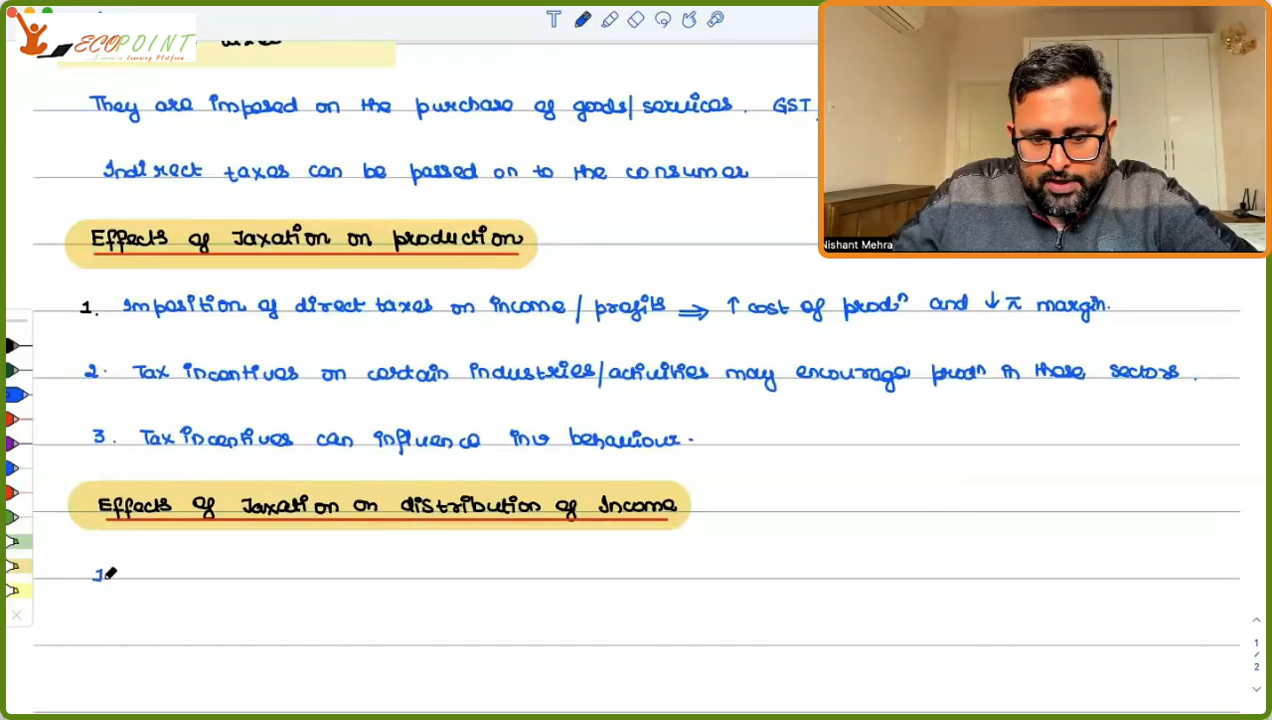 ECOPOINT
Learning Platform
They are imposed on the purchase of goods/services. GST
Indirect taxes can be passed on to the consumer
Nishant Mehra
Effects of Taxation on production
1. Imposition of direct taxes on income/profits ⇒ ↑ cost of prodⁿ and ↓ π margin.
2. Tax incentives on certain industries/activities may encourage prodⁿ in those sectors.
3. Tax incentives can influence inv behaviour.
Effects of Taxation on distribution of Income
1
/
2